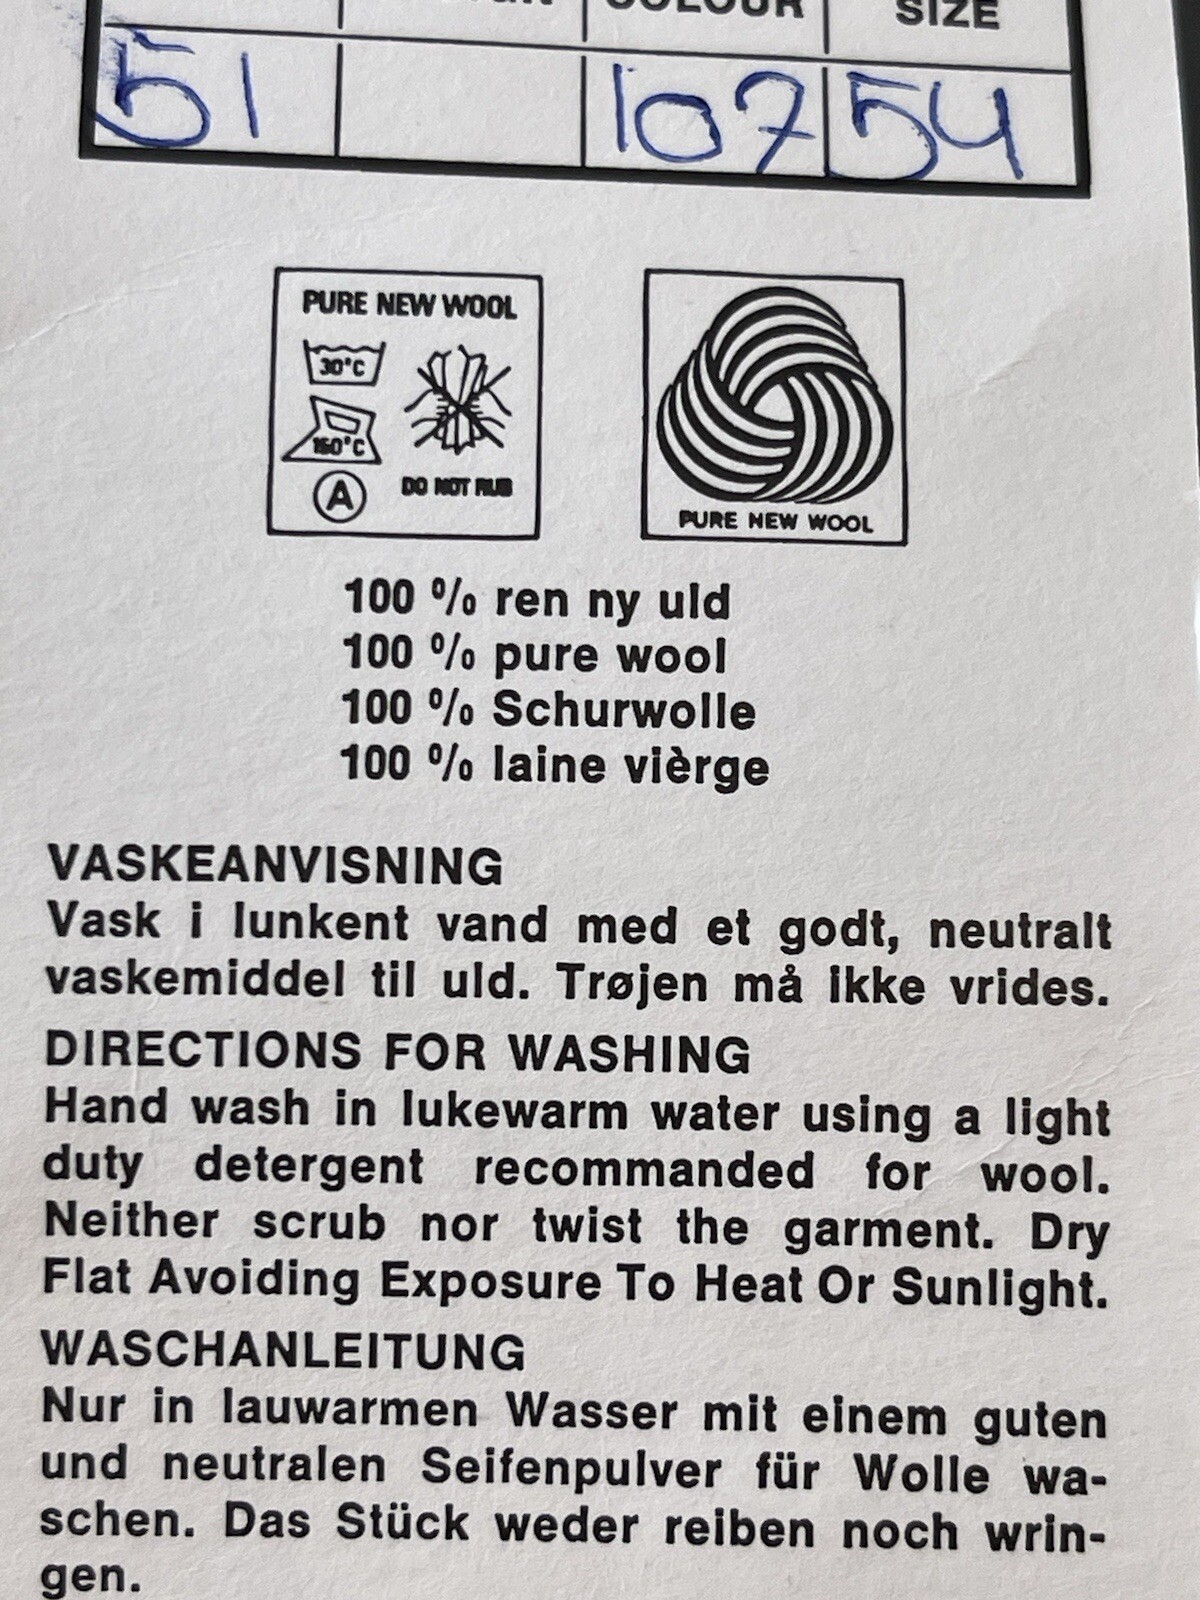 COLOUR SIZE
51 107 54
PURE NEW WOOL
30°C
160°C
A
DO NOT RUB
PURE NEW WOOL
100 % ren ny uld
100 % pure wool
100 % Schurwolle
100 % laine vièrge
VASKEANVISNING
Vask i lunkent vand med et godt, neutralt
vaskemiddel til uld. Trøjen må ikke vrides.
DIRECTIONS FOR WASHING
Hand wash in lukewarm water using a light
duty detergent recommanded for wool.
Neither scrub nor twist the garment. Dry
Flat Avoiding Exposure To Heat Or Sunlight.
WASCHANLEITUNG
Nur in lauwarmen Wasser mit einem guten
und neutralen Seifenpulver für Wolle wa-
schen. Das Stück weder reiben noch wrin-
gen.